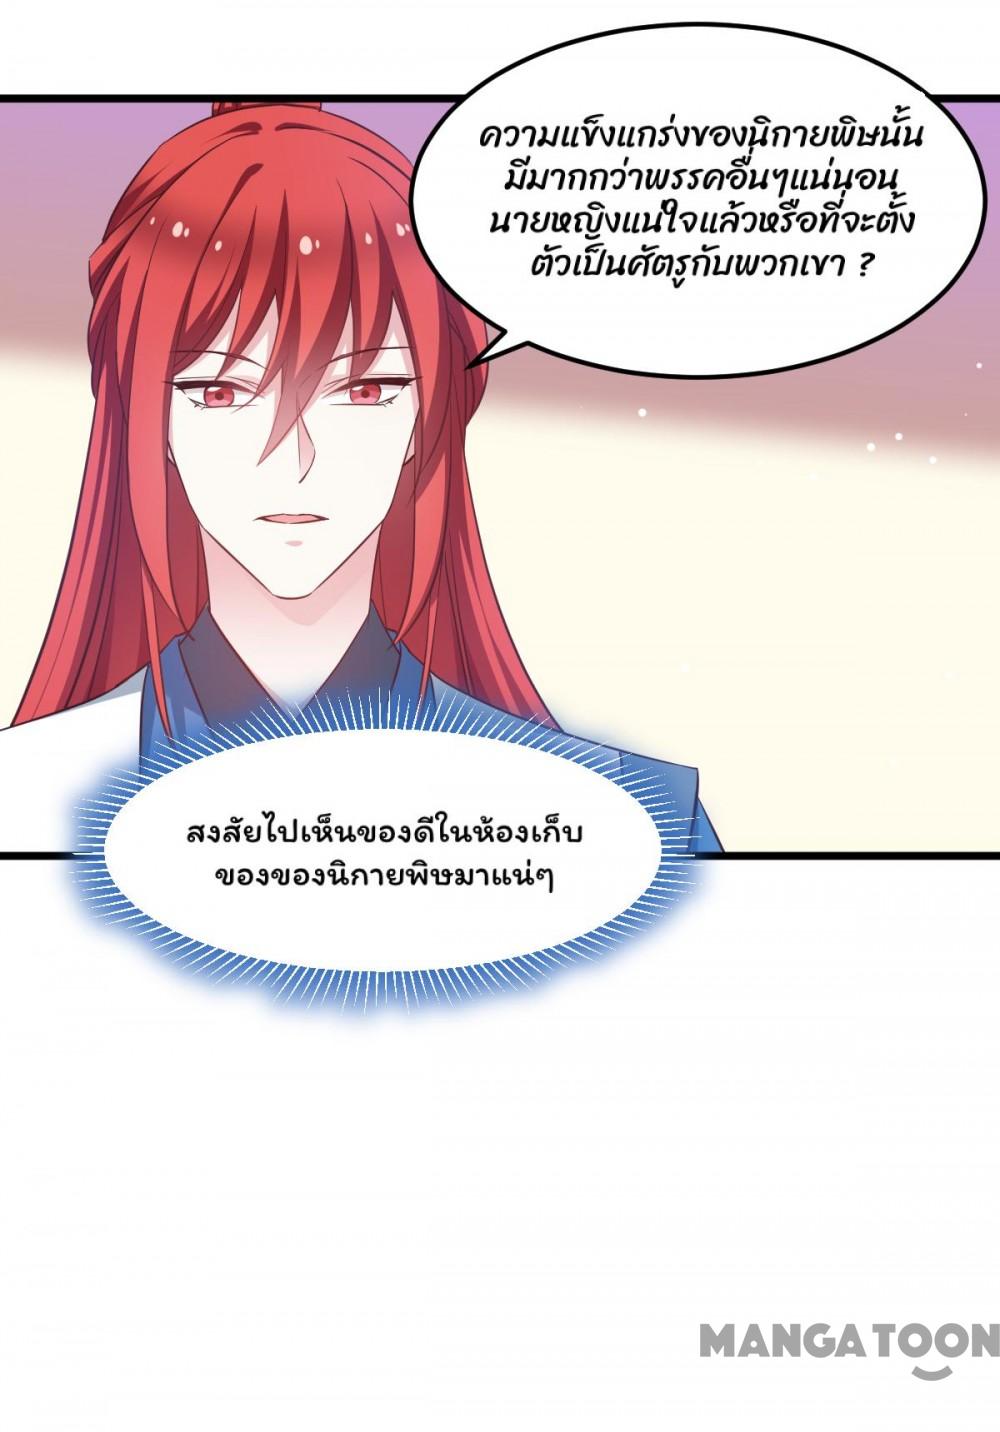 ความแข็งแกร่งของนิกายพิษนั้น
มีมากกว่าพรรคอื่นๆแน่นอน
นายหญิงแน่ใจแล้วหรือที่จะตั้ง
ตัวเป็นศัตรูกับพวกเขา ?
สงสัยไปเห็นของดีในห้องเก็บ
ของของนิกายพิษมาแน่ๆ
MANGATOON